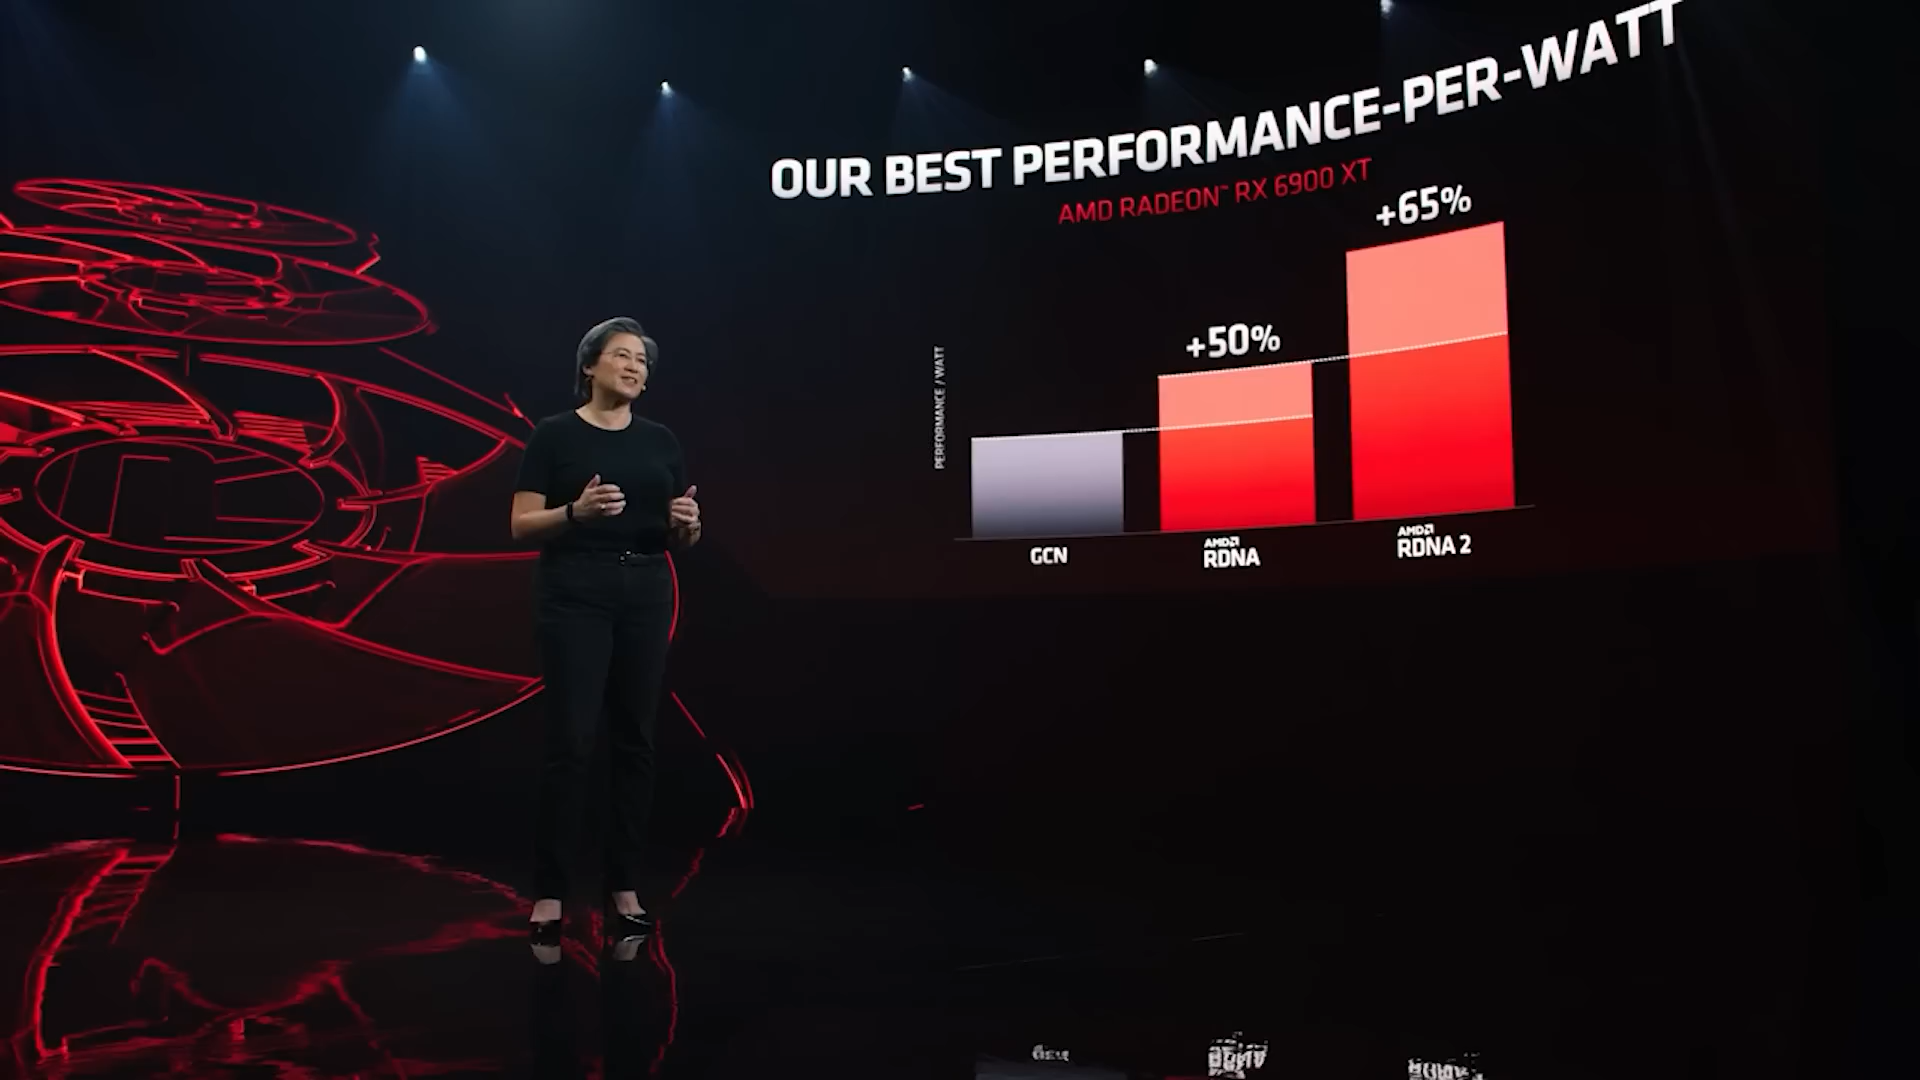 OUR BEST PERFORMANCE-PER-WATT
AMD RADEON™ RX 6900 XT
+65%
+50%
PERFORMANCE / WATT
GCN
AMD
RDNA
AMD
RDNA 2